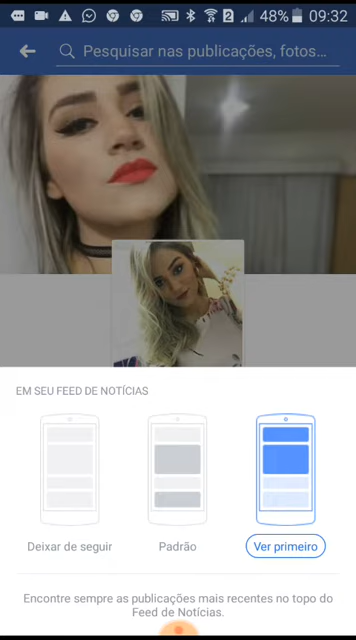 2 48% 09:32
Pesquisar nas publicações, fotos...
EM SEU FEED DE NOTÍCIAS
Deixar de seguir
Padrão
Ver primeiro
Encontre sempre as publicações mais recentes no topo do
Feed de Notícias.